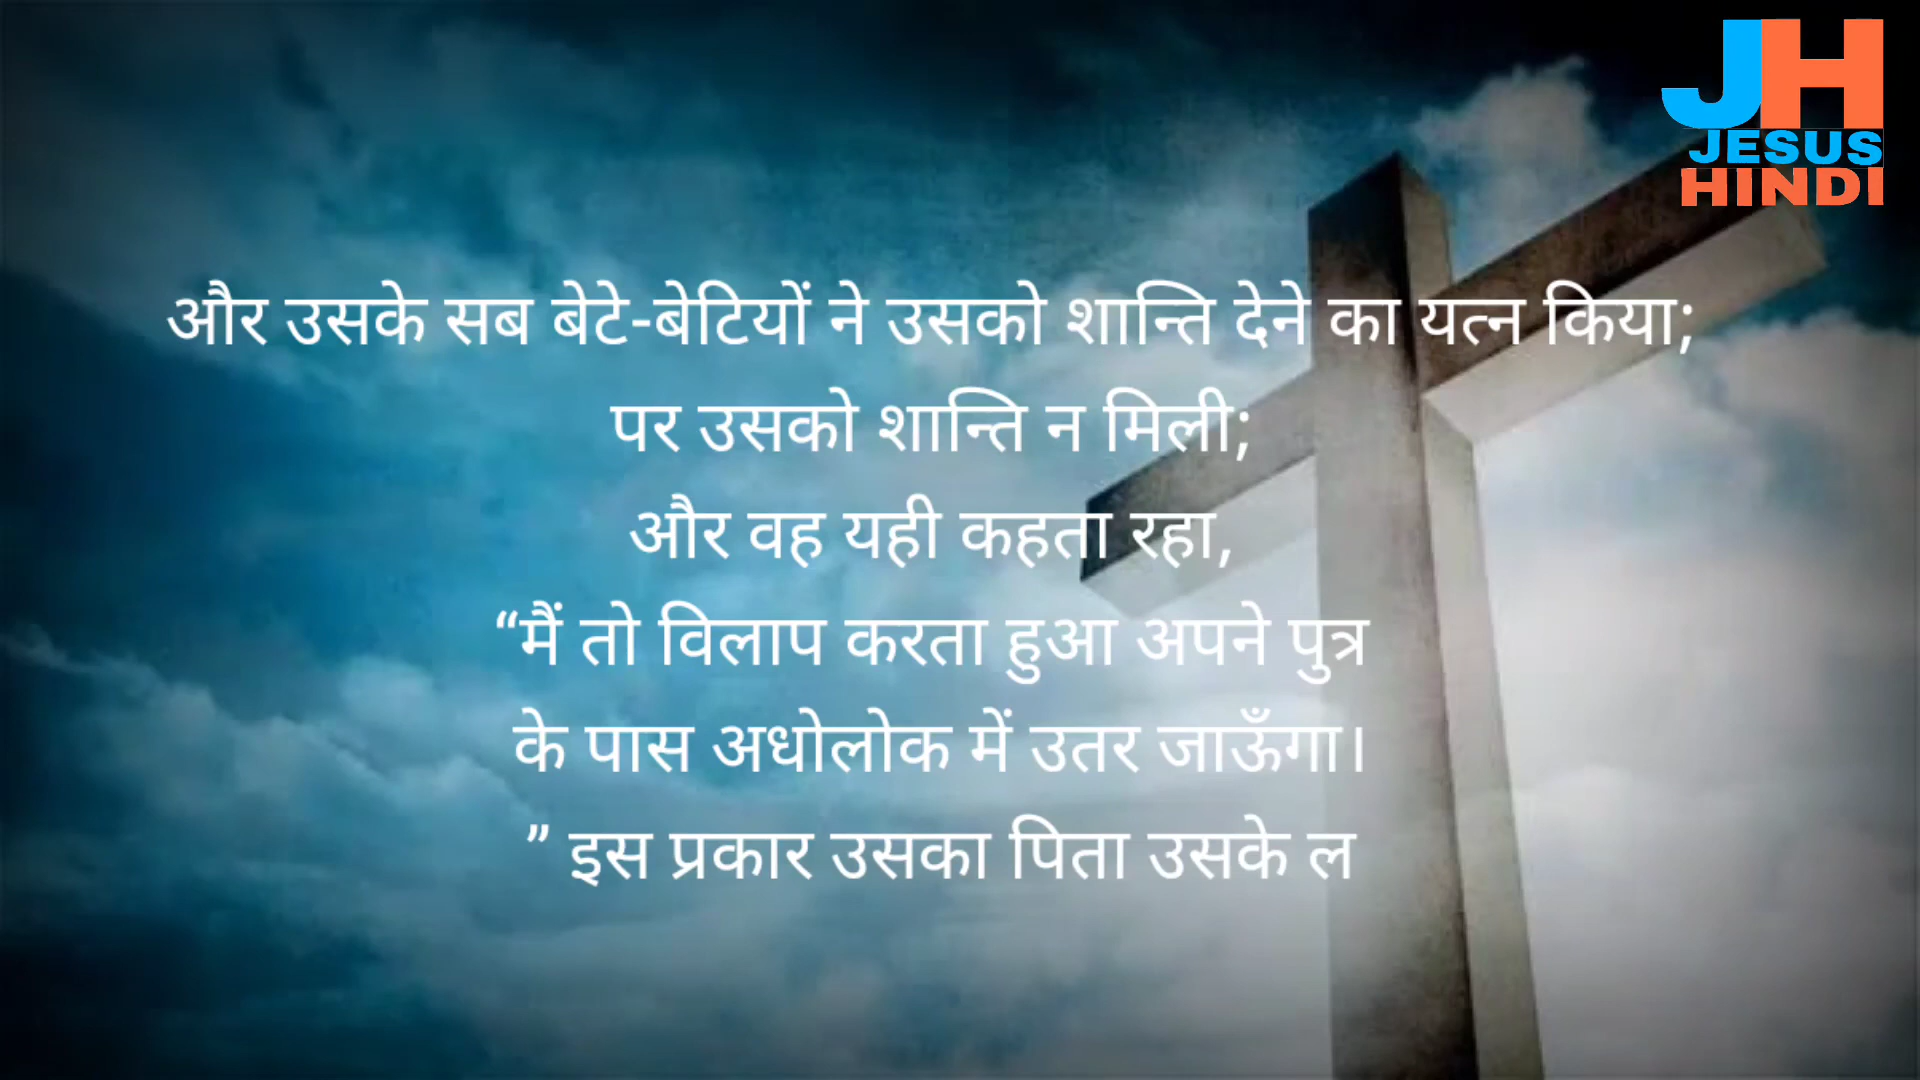 JH
JESUS
HINDI
और उसके सब बेटे-बेटियों ने उसको शान्ति देने का यत्न किया;
पर उसको शान्ति न मिली;
और वह यही कहता रहा,
“मैं तो विलाप करता हुआ अपने पुत्र
के पास अधोलोक में उतर जाऊँगा।
” इस प्रकार उसका पिता उसके ल